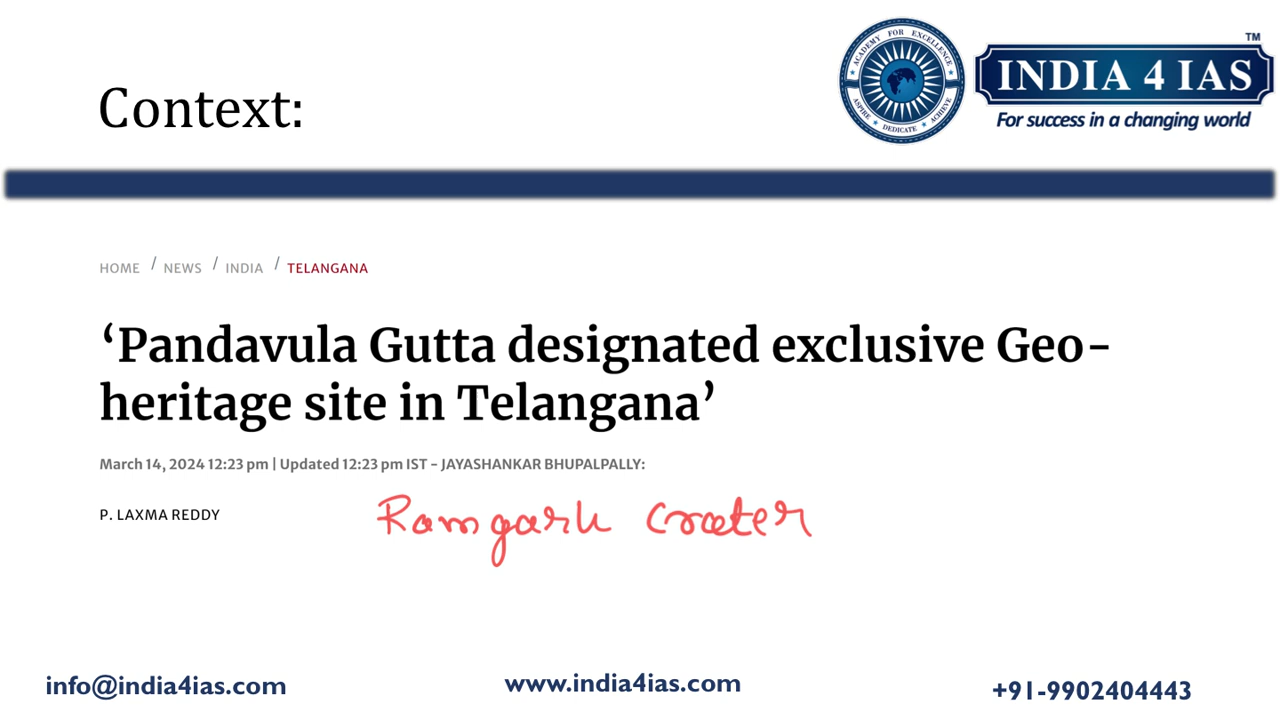 ACADEMY FOR EXCELLENCE
ASPIRE ★ DEDICATE ★ ACHIEVE
INDIA 4 IAS
TM
For success in a changing world
Context:
HOME / NEWS / INDIA / TELANGANA
‘Pandavula Gutta designated exclusive Geo-
heritage site in Telangana’
March 14, 2024 12:23 pm | Updated 12:23 pm IST - JAYASHANKAR BHUPALPALLY:
P. LAXMA REDDY
Ramgarh Crater
info@india4ias.com
www.india4ias.com
+91-9902404443